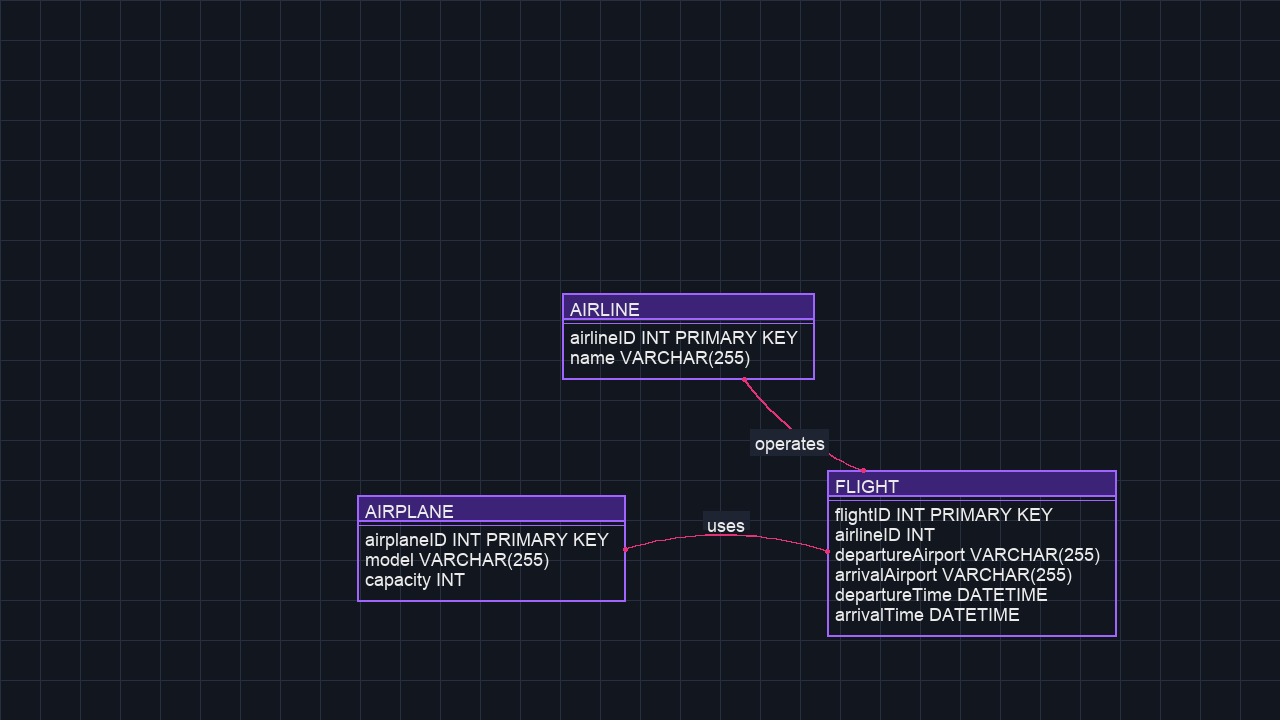 AIRLINE
airlineID INT PRIMARY KEY
name VARCHAR(255)
operates
FLIGHT
flightID INT PRIMARY KEY
airlineID INT
departureAirport VARCHAR(255)
arrivalAirport VARCHAR(255)
departureTime DATETIME
arrivalTime DATETIME
AIRPLANE
airplaneID INT PRIMARY KEY
model VARCHAR(255)
capacity INT
uses